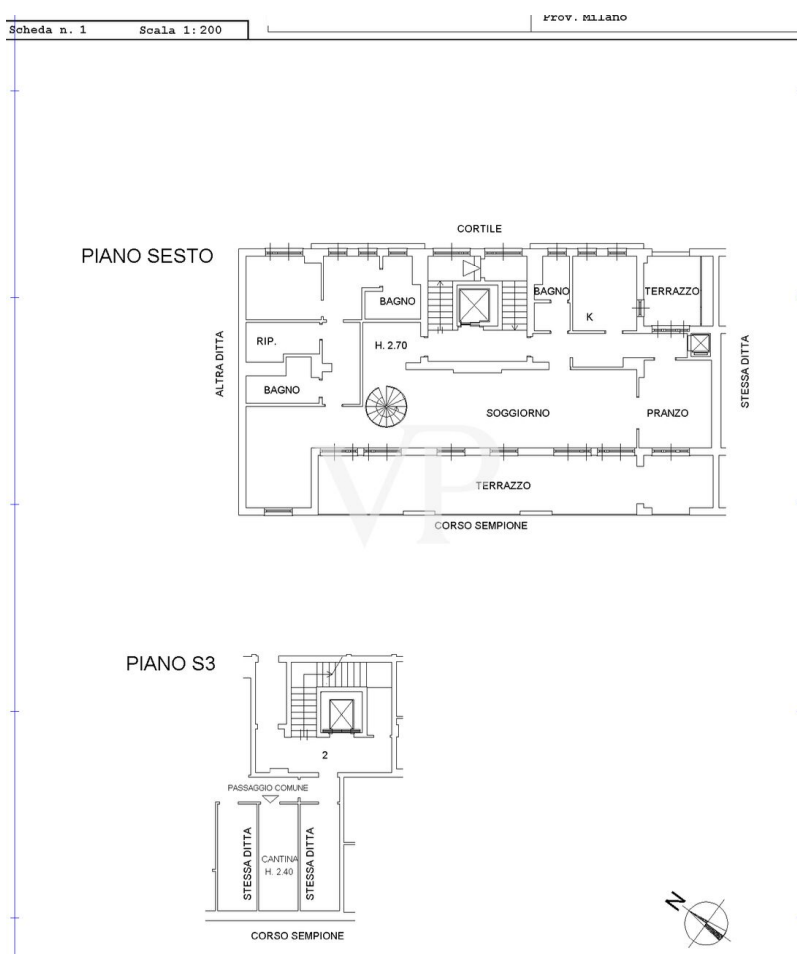 Prov. Milano
Scheda n. 1 Scala 1:200
CORTILE
PIANO SESTO
BAGNO
BAGNO
TERRAZZO
K
RIP.
H. 2.70
ALTRA DITTA
STESSA DITTA
BAGNO
SOGGIORNO
PRANZO
VP
TERRAZZO
CORSO SEMPIONE
PIANO S3
2
PASSAGGIO COMUNE
STESSA DITTA
CANTINA
H. 2.40
STESSA DITTA
CORSO SEMPIONE
N